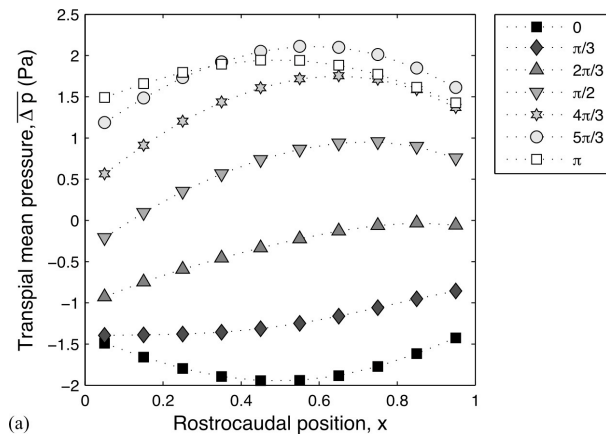 Transpial mean pressure, Δp (Pa)
2.5
2
1.5
1
0.5
0
-0.5
-1
-1.5
-2
0
0.2
0.4
0.6
0.8
1
Rostrocaudal position, x
(a)
0
π/3
2π/3
π/2
4π/3
5π/3
π